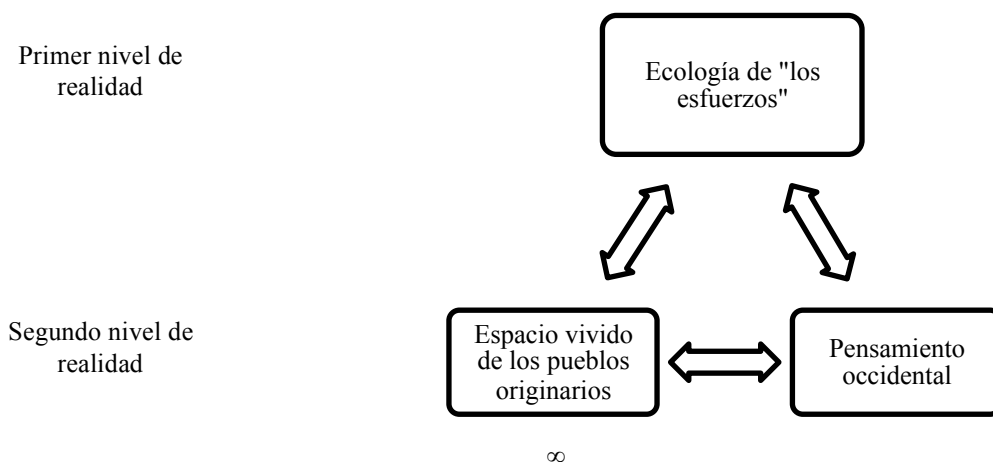 Primer nivel de
realidad
Ecología de "los
esfuerzos"
Segundo nivel de
realidad
Espacio vivido
de los pueblos
originarios
Pensamiento
occidental
∞